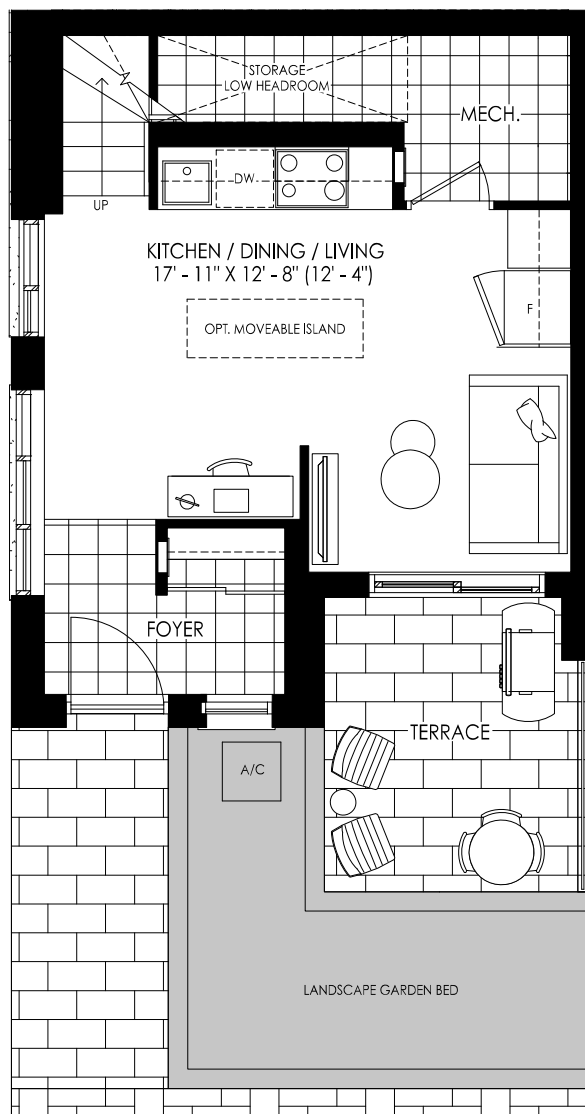 STORAGE
LOW HEADROOM
MECH.
DW
UP
KITCHEN / DINING / LIVING
17' - 11" X 12' - 8" (12' - 4")
F
OPT. MOVEABLE ISLAND
FOYER
TERRACE
A/C
LANDSCAPE GARDEN BED